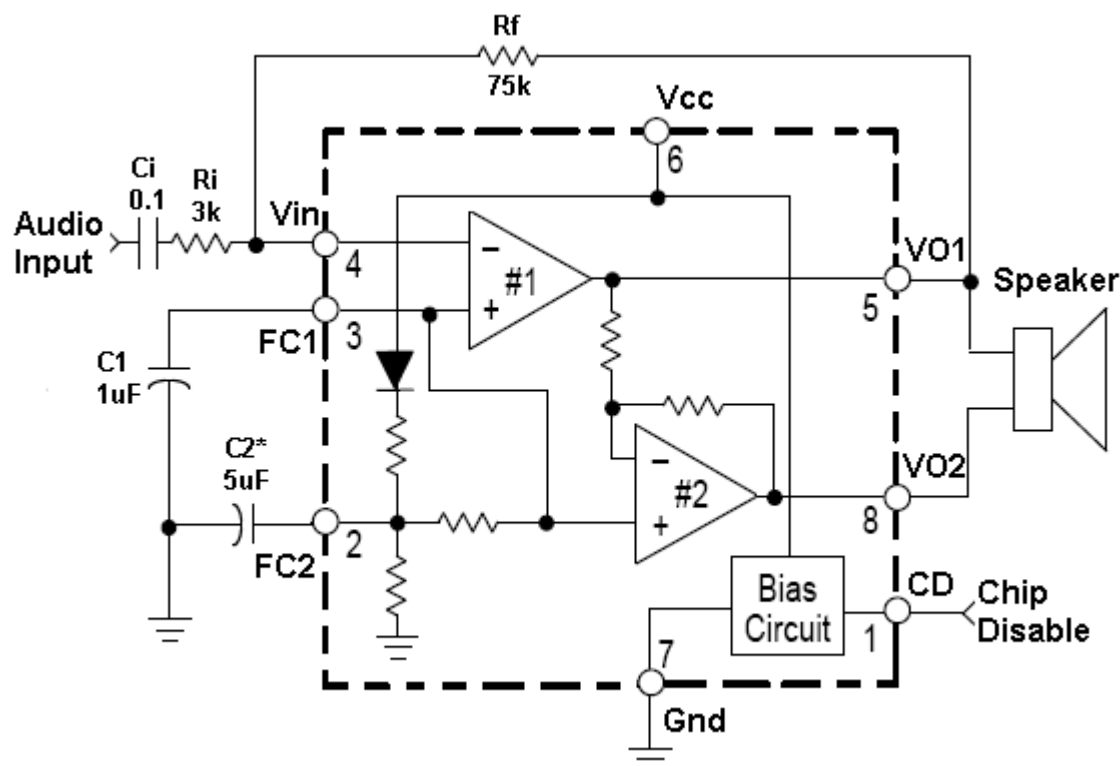 Rf
75k
Vcc
6
Ci
0.1
Ri
3k
Audio
Input
Vin
4
−
#1
+
VO1
5
Speaker
FC1
3
C1
1uF
C2*
5uF
FC2
2
−
#2
+
VO2
8
Bias
Circuit
CD
1
Chip
Disable
7
Gnd